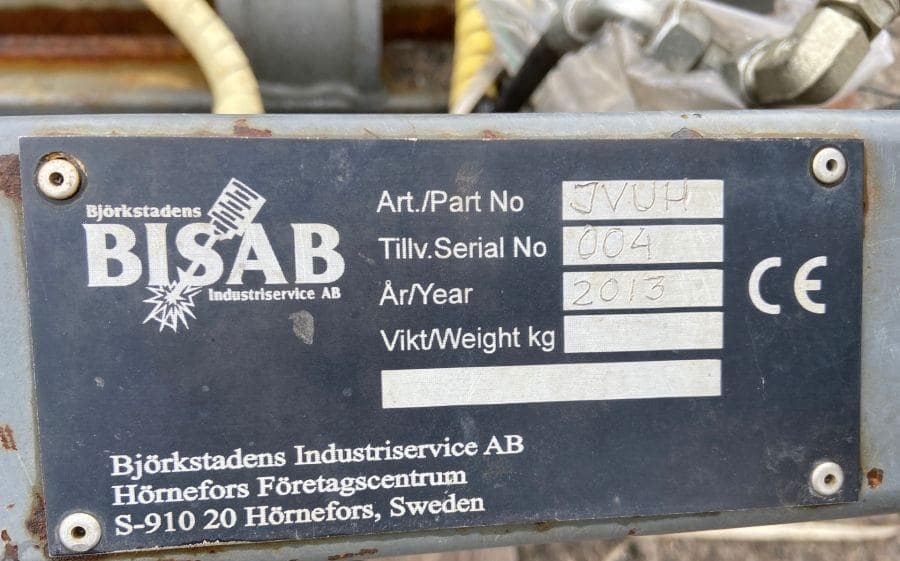 Björkstadens
BISAB
Industriservice AB
Art./Part No JVUH
Tillv.Serial No 004
År/Year 2013
Vikt/Weight kg
CE
Björkstadens Industriservice AB
Hörnefors Företagscentrum
S-910 20 Hörnefors, Sweden